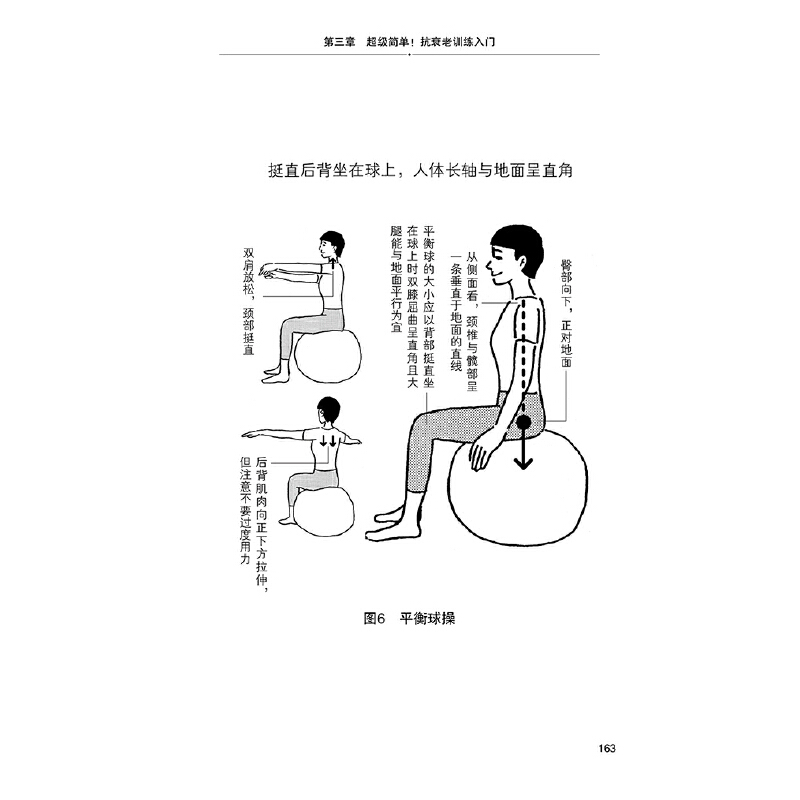 第三章 超级简单！抗衰老训练入门
挺直后背坐在球上，人体长轴与地面呈直角
双肩放松，颈部挺直
平衡球的大小应以背部挺直坐
在球上时双膝屈曲呈直角且大
腿能与地面平行为宜
从侧面看，颈椎与髋部呈
一条垂直于地面的直线
臀部向下，正对地面
后背肌肉向正下方拉伸，
但注意不要过度用力
图6 平衡球操
163